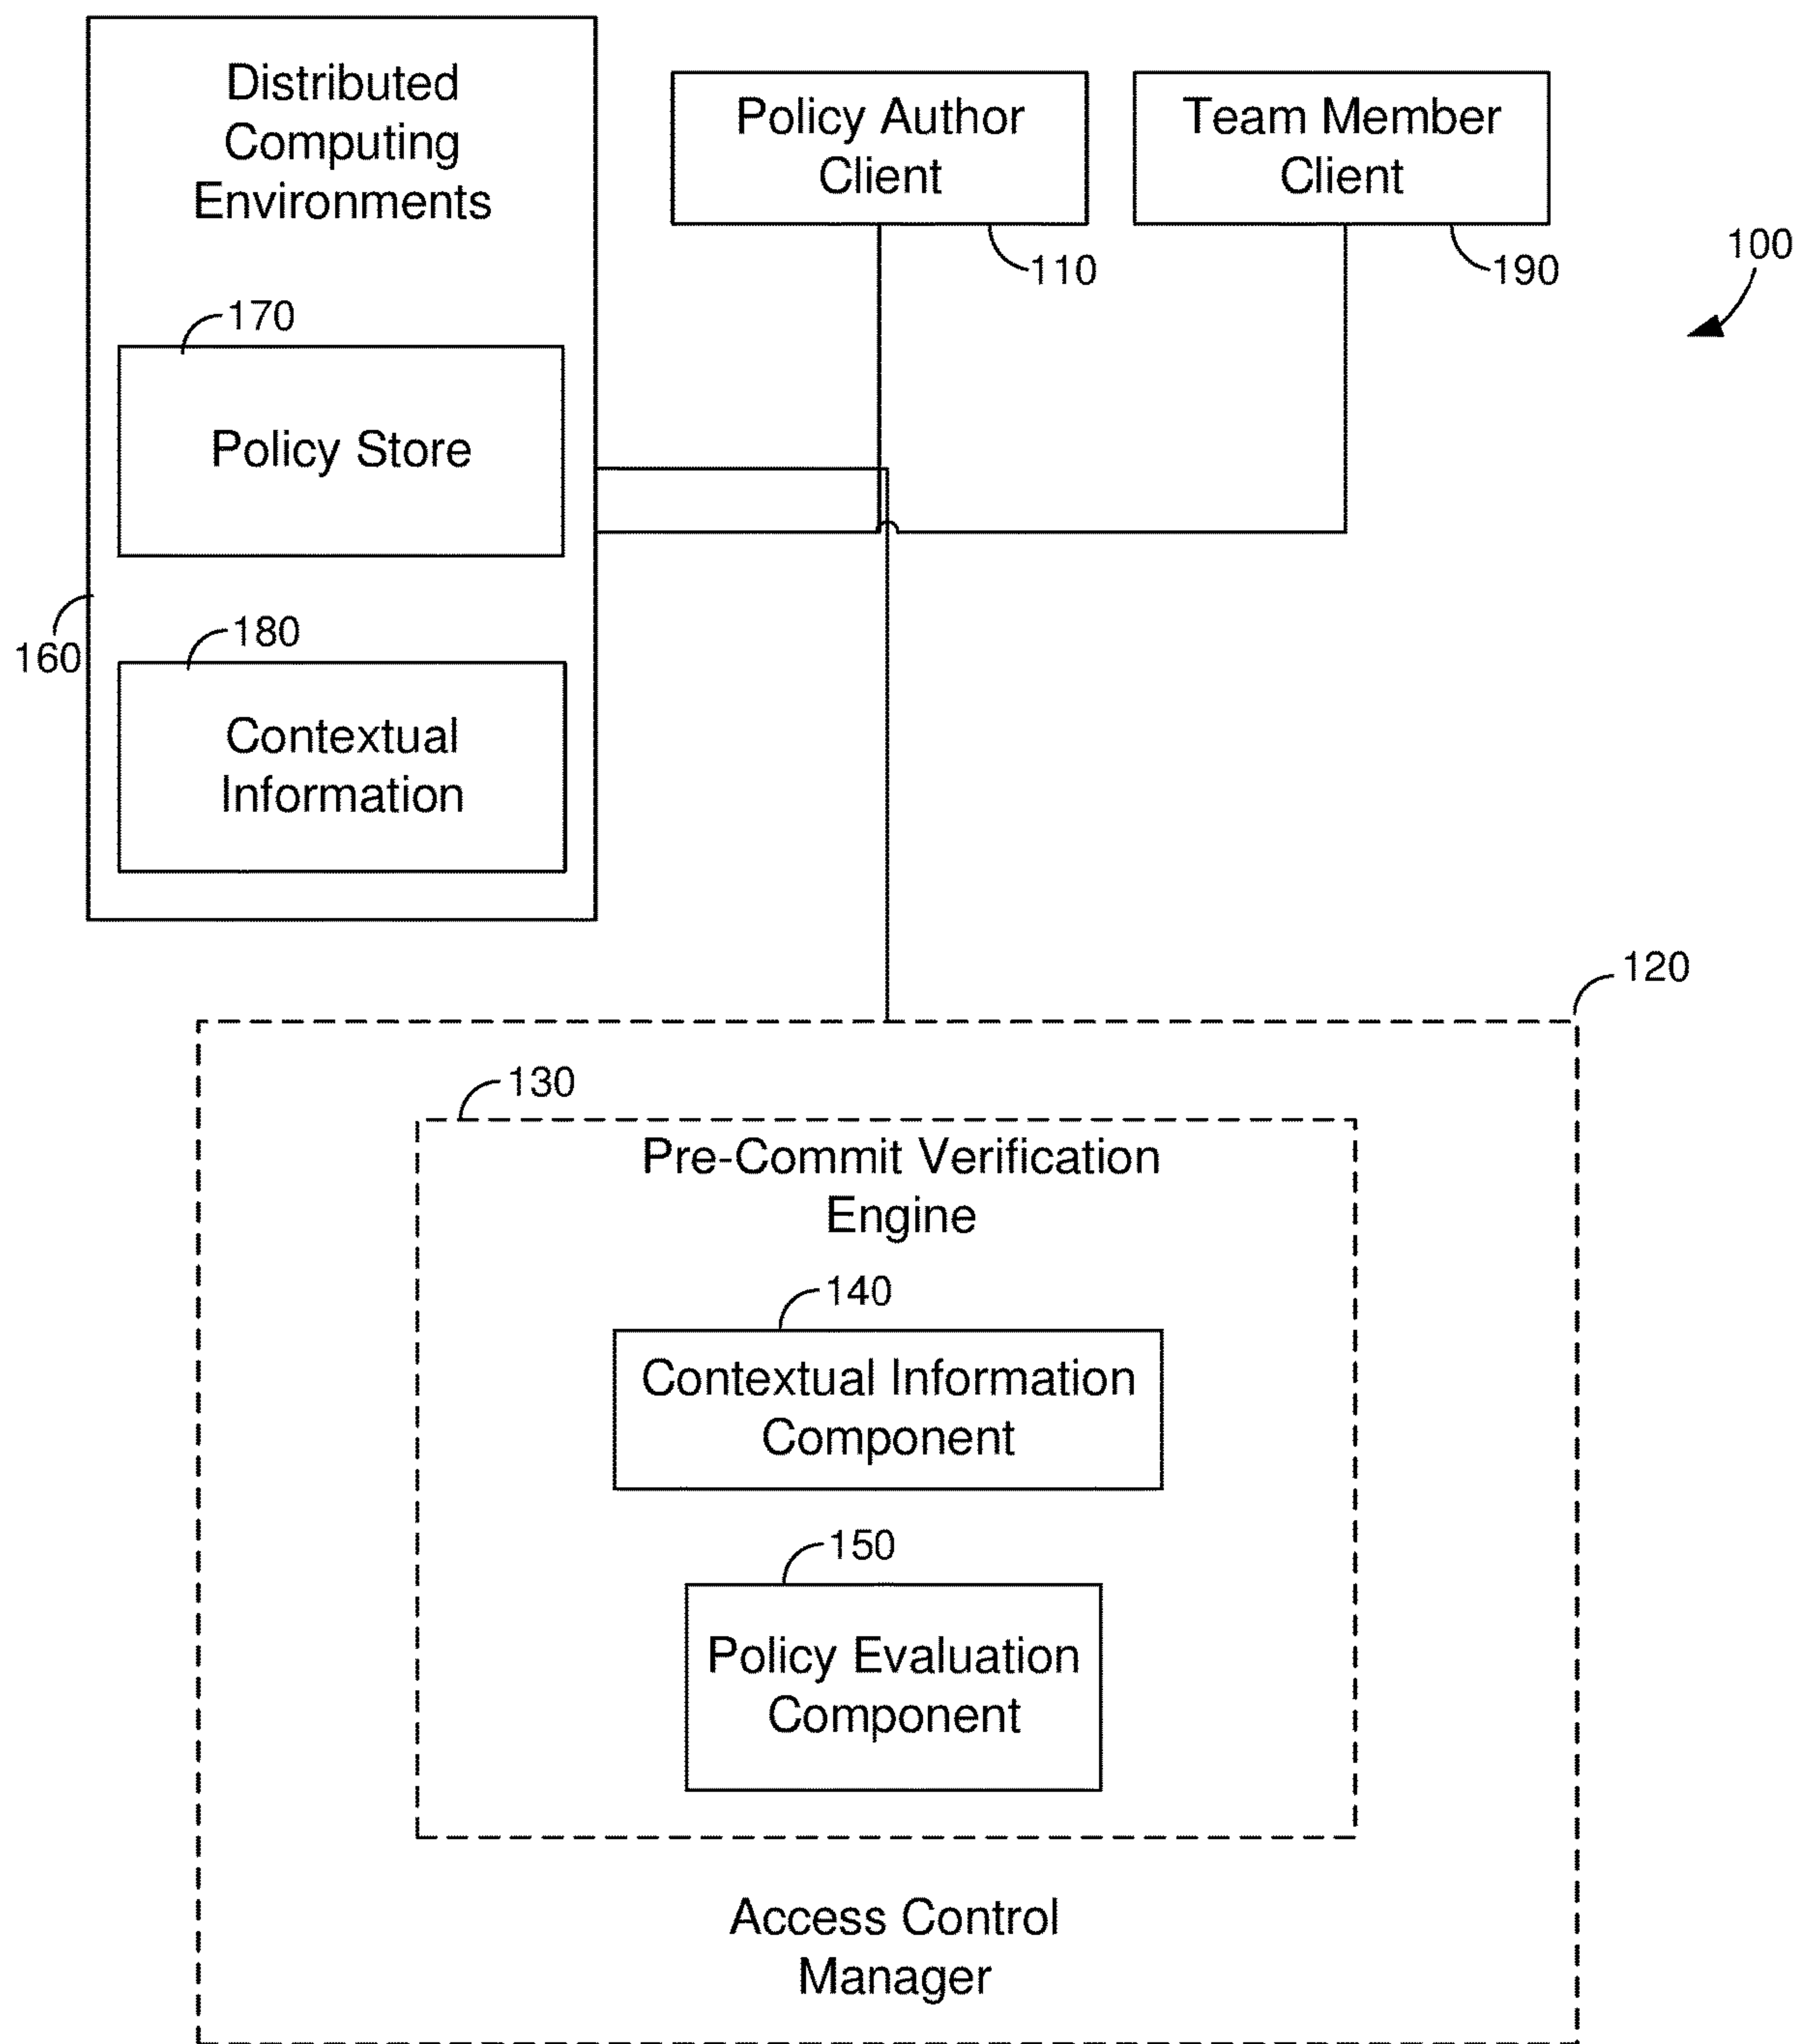 Distributed
Computing
Environments
Policy Author
Client
Team Member
Client
110
190
100
170
Policy Store
160
180
Contextual
Information
120
130
Pre-Commit Verification
Engine
140
Contextual Information
Component
150
Policy Evaluation
Component
Access Control
Manager